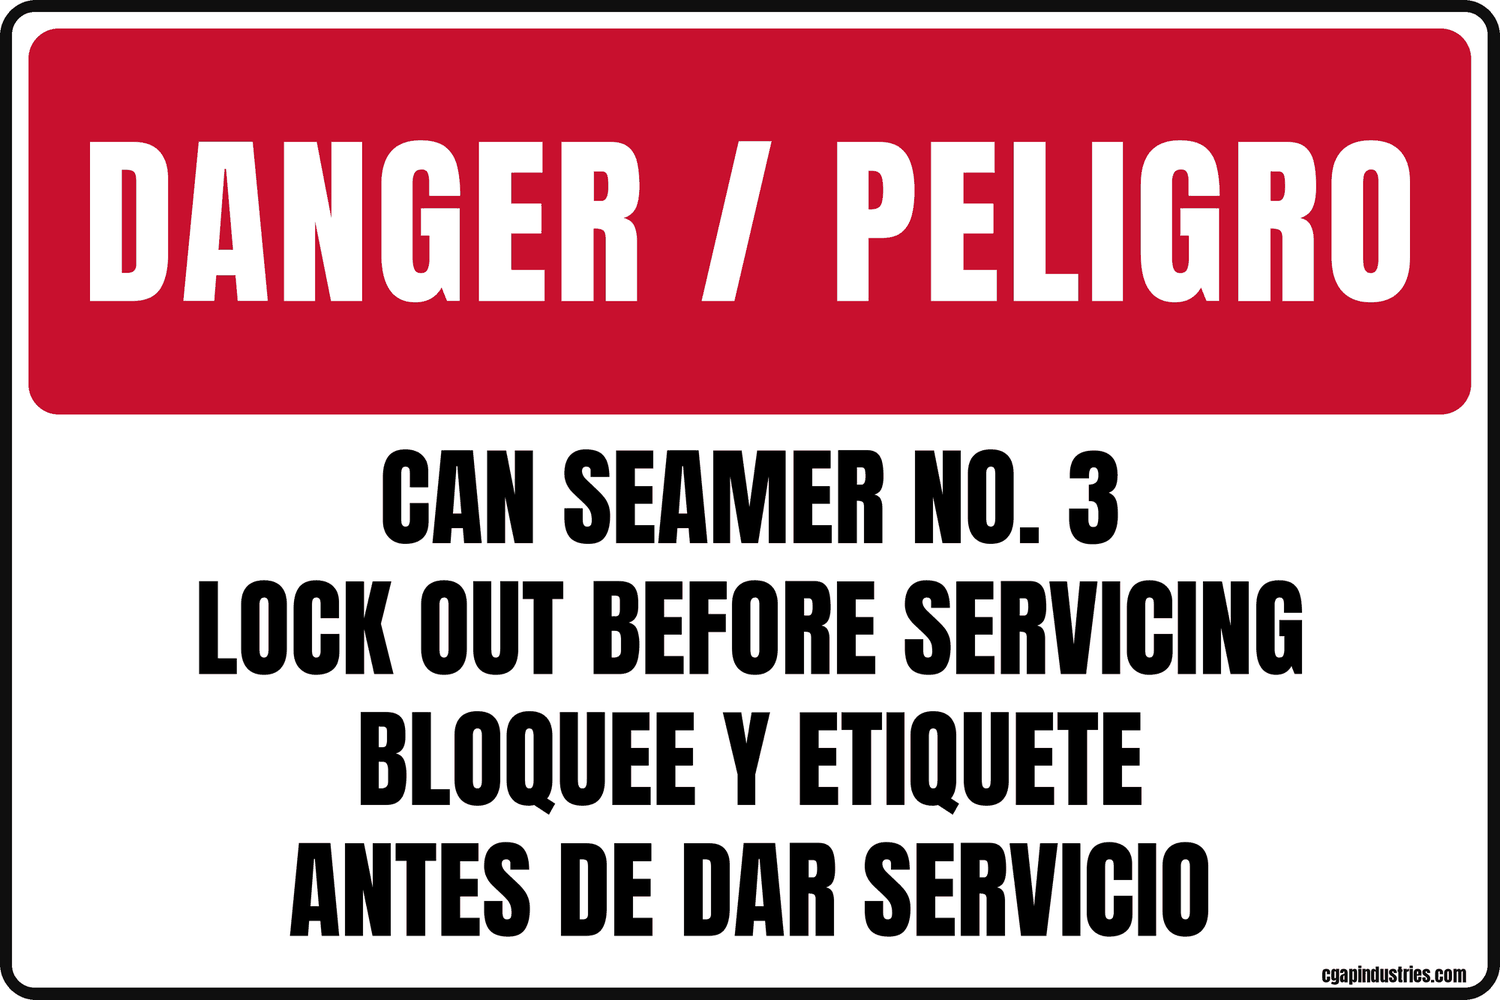 DANGER / PELIGRO
CAN SEAMER NO. 3
LOCK OUT BEFORE SERVICING
BLOQUEE Y ETIQUETE
ANTES DE DAR SERVICIO
cgapindustries.com